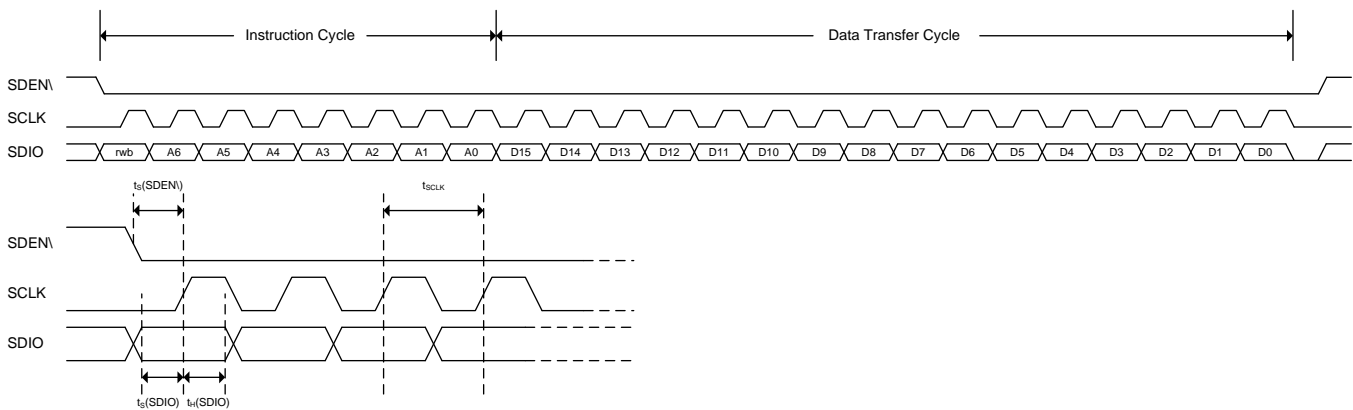 Instruction Cycle Data Transfer Cycle
SDEN\
SCLK
SDIO rwb A6 A5 A4 A3 A2 A1 A0 D15 D14 D13 D12 D11 D10 D9 D8 D7 D6 D5 D4 D3 D2 D1 D0
tS(SDEN\) tSCLK
SDEN\
SCLK
SDIO
tS(SDIO) tH(SDIO)